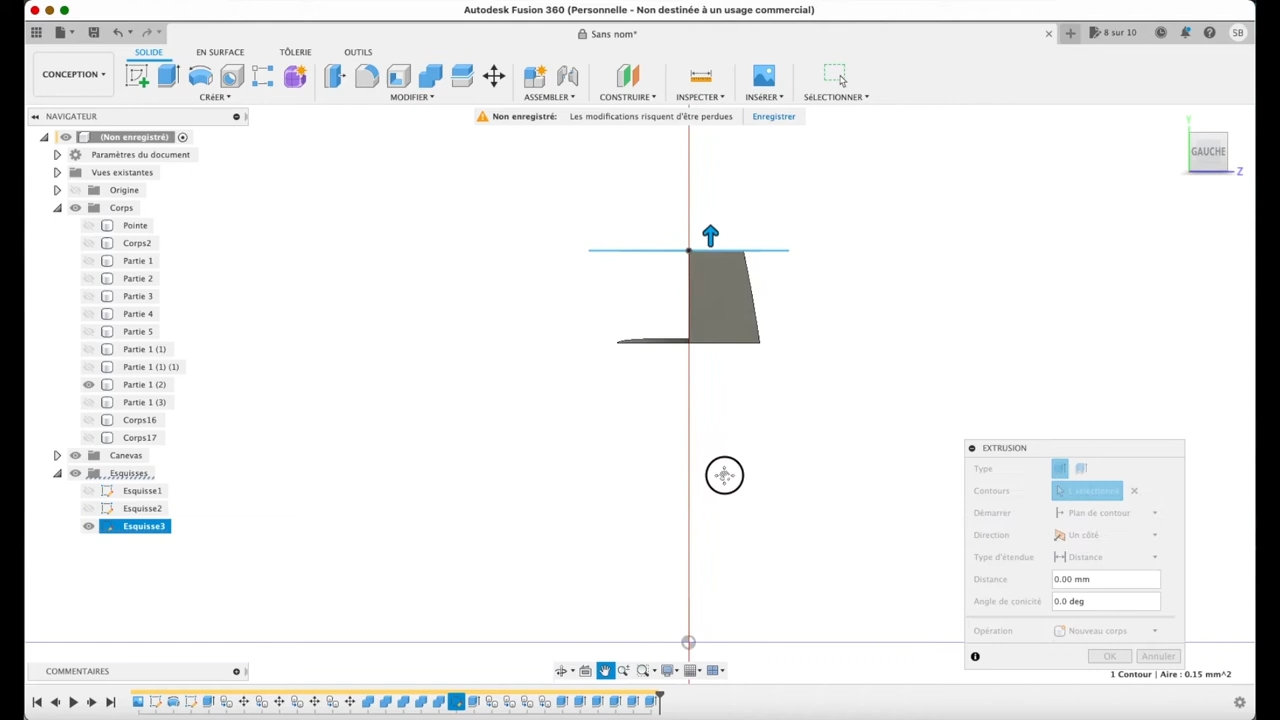 Autodesk Fusion 360 (Personnelle - Non destinée à un usage commercial)
Sans nom*
8 sur 10
SB
CONCEPTION
SOLIDE
EN SURFACE
TÔLERIE
OUTILS
CRÉER
MODIFIER
ASSEMBLER
CONSTRUIRE
INSPECTER
INSÉRER
SÉLECTIONNER
NAVIGATEUR
Non enregistré: Les modifications risquent d'être perdues Enregistrer
(Non enregistré)
Paramètres du document
Vues existantes
Origine
Corps
Pointe
Corps2
Partie 1
Partie 2
Partie 3
Partie 4
Partie 5
Partie 1 (1)
Partie 1 (1) (1)
Partie 1 (2)
Partie 1 (3)
Corps16
Corps17
Canevas
Esquisses
Esquisse1
Esquisse2
Esquisse3
Y
GAUCHE
Z
EXTRUSION
Type
Contours 1 sélectionné
Démarrer Plan de contour
Direction Un côté
Type d'étendue Distance
Distance 0.00 mm
Angle de conicité 0.0 deg
Opération Nouveau corps
OK Annuler
1 Contour | Aire : 0.15 mm^2
COMMENTAIRES